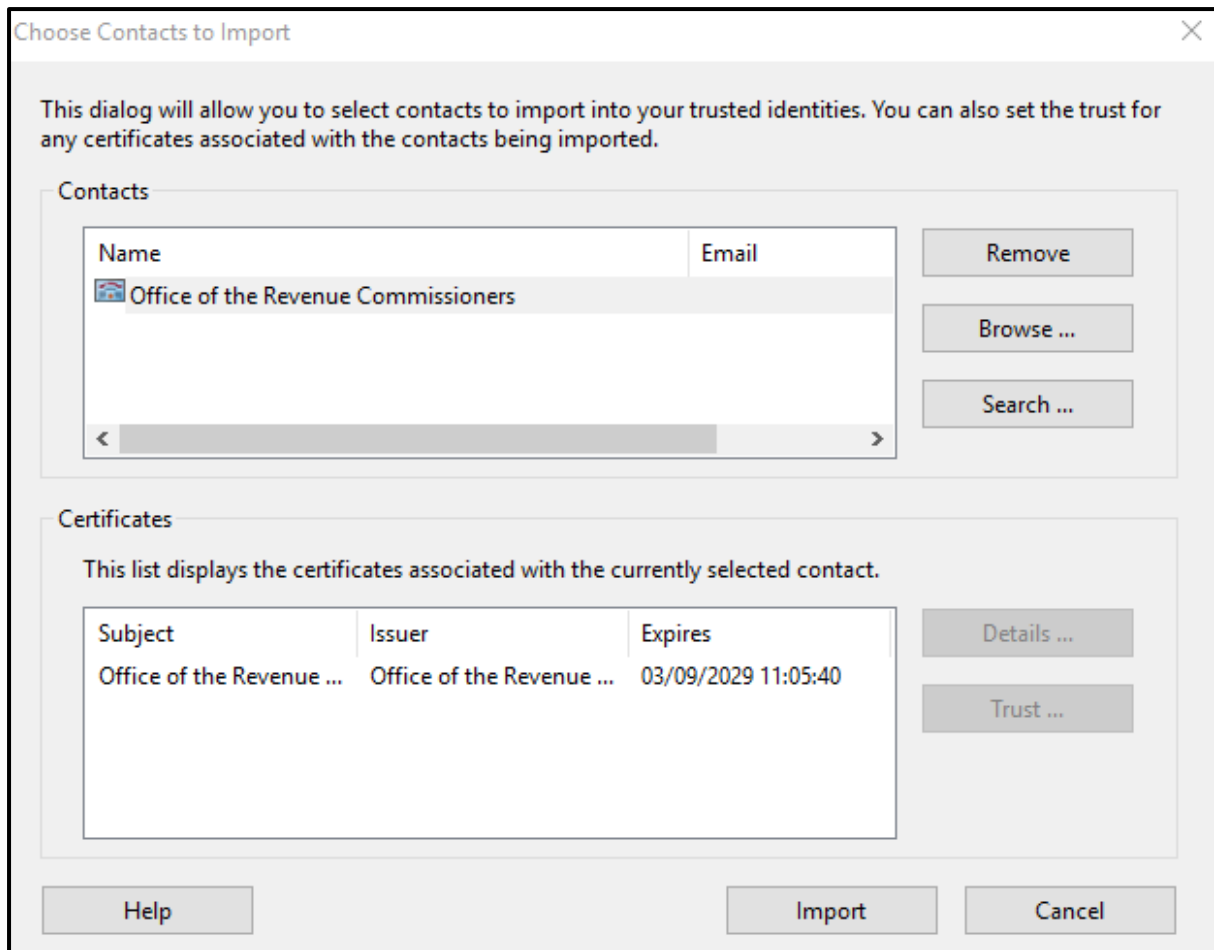 Choose Contacts to Import
This dialog will allow you to select contacts to import into your trusted identities. You can also set the trust for
any certificates associated with the contacts being imported.
Contacts
Name Email
Office of the Revenue Commissioners
Remove
Browse ...
Search ...
Certificates
This list displays the certificates associated with the currently selected contact.
Subject Issuer Expires
Office of the Revenue ... Office of the Revenue ... 03/09/2029 11:05:40
Details ...
Trust ...
Help Import Cancel